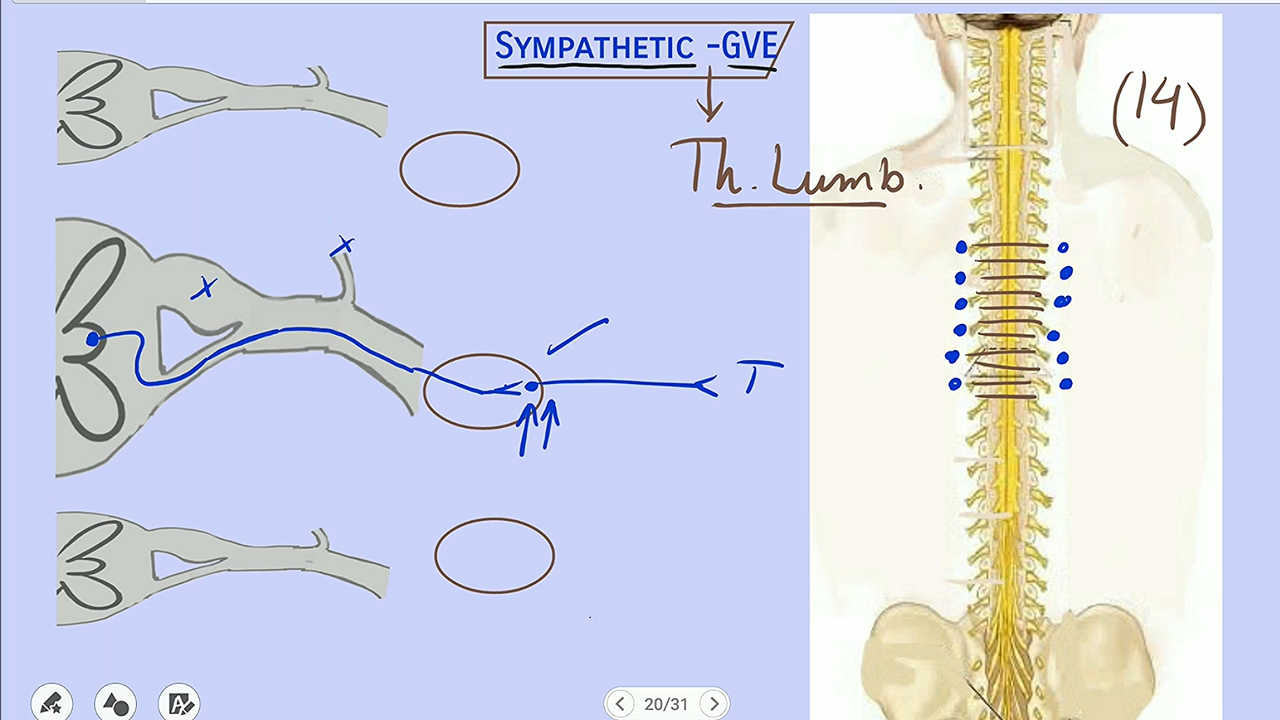 SYMPATHETIC -GVE
(14)
Th. Lumb.
x
x
T
20/31